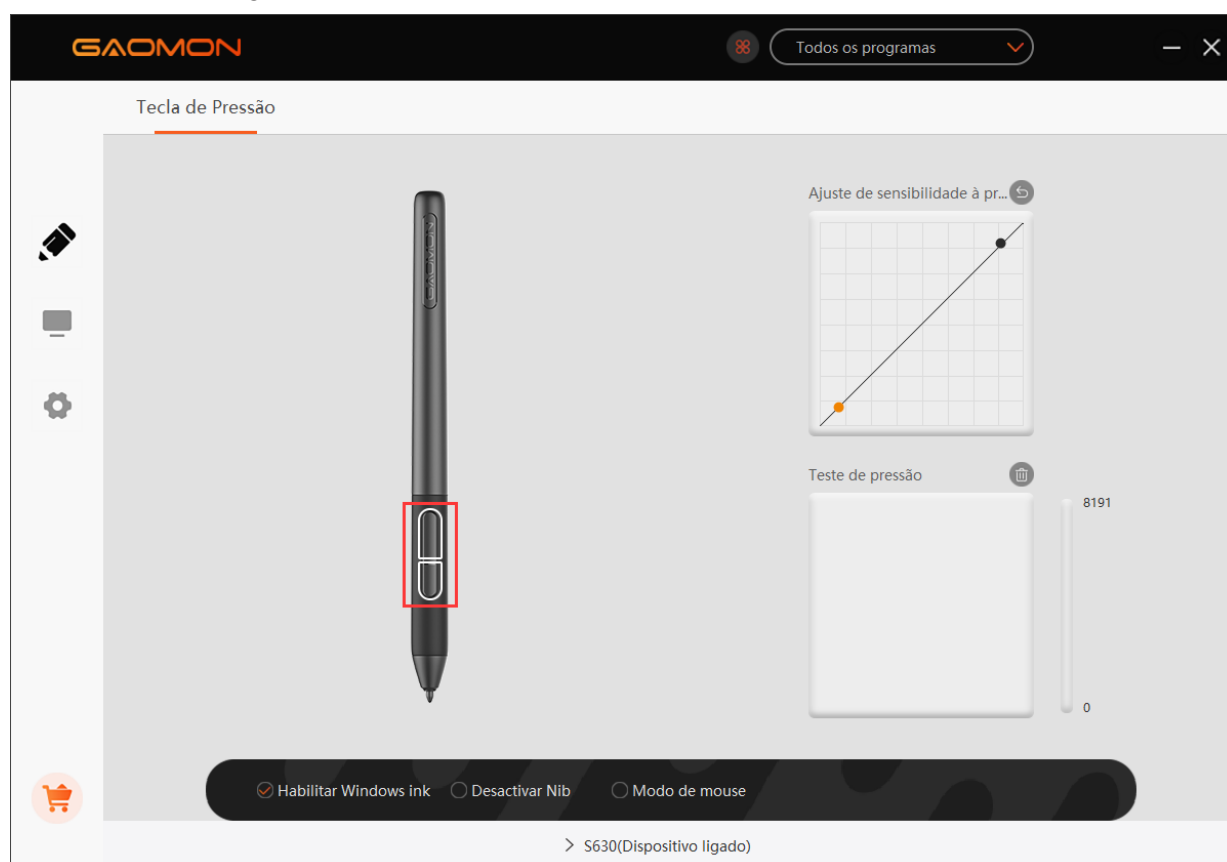 GAOMON
Todos os programas
Tecla de Pressão
Ajuste de sensibilidade à pr...
GAOMON
Teste de pressão
8191
0
Habilitar Windows ink
Desactivar Nib
Modo de mouse
S630(Dispositivo ligado)